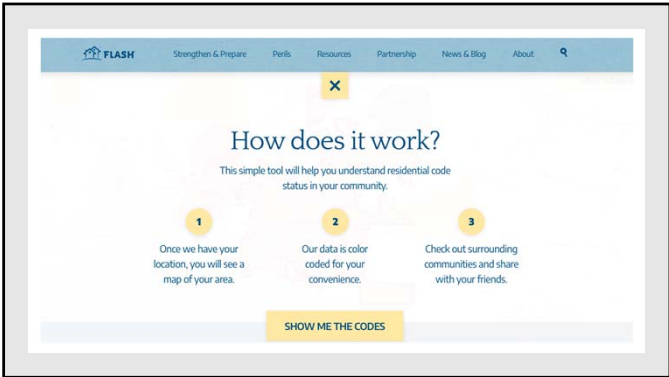 FLASH Strengthen & Prepare Perils Resources Partnership News & Blog About
How does it work?
This simple tool will help you understand residential code
status in your community.
1
Once we have your
location, you will see a
map of your area.
2
Our data is color
coded for your
convenience.
3
Check out surrounding
communities and share
with your friends.
SHOW ME THE CODES